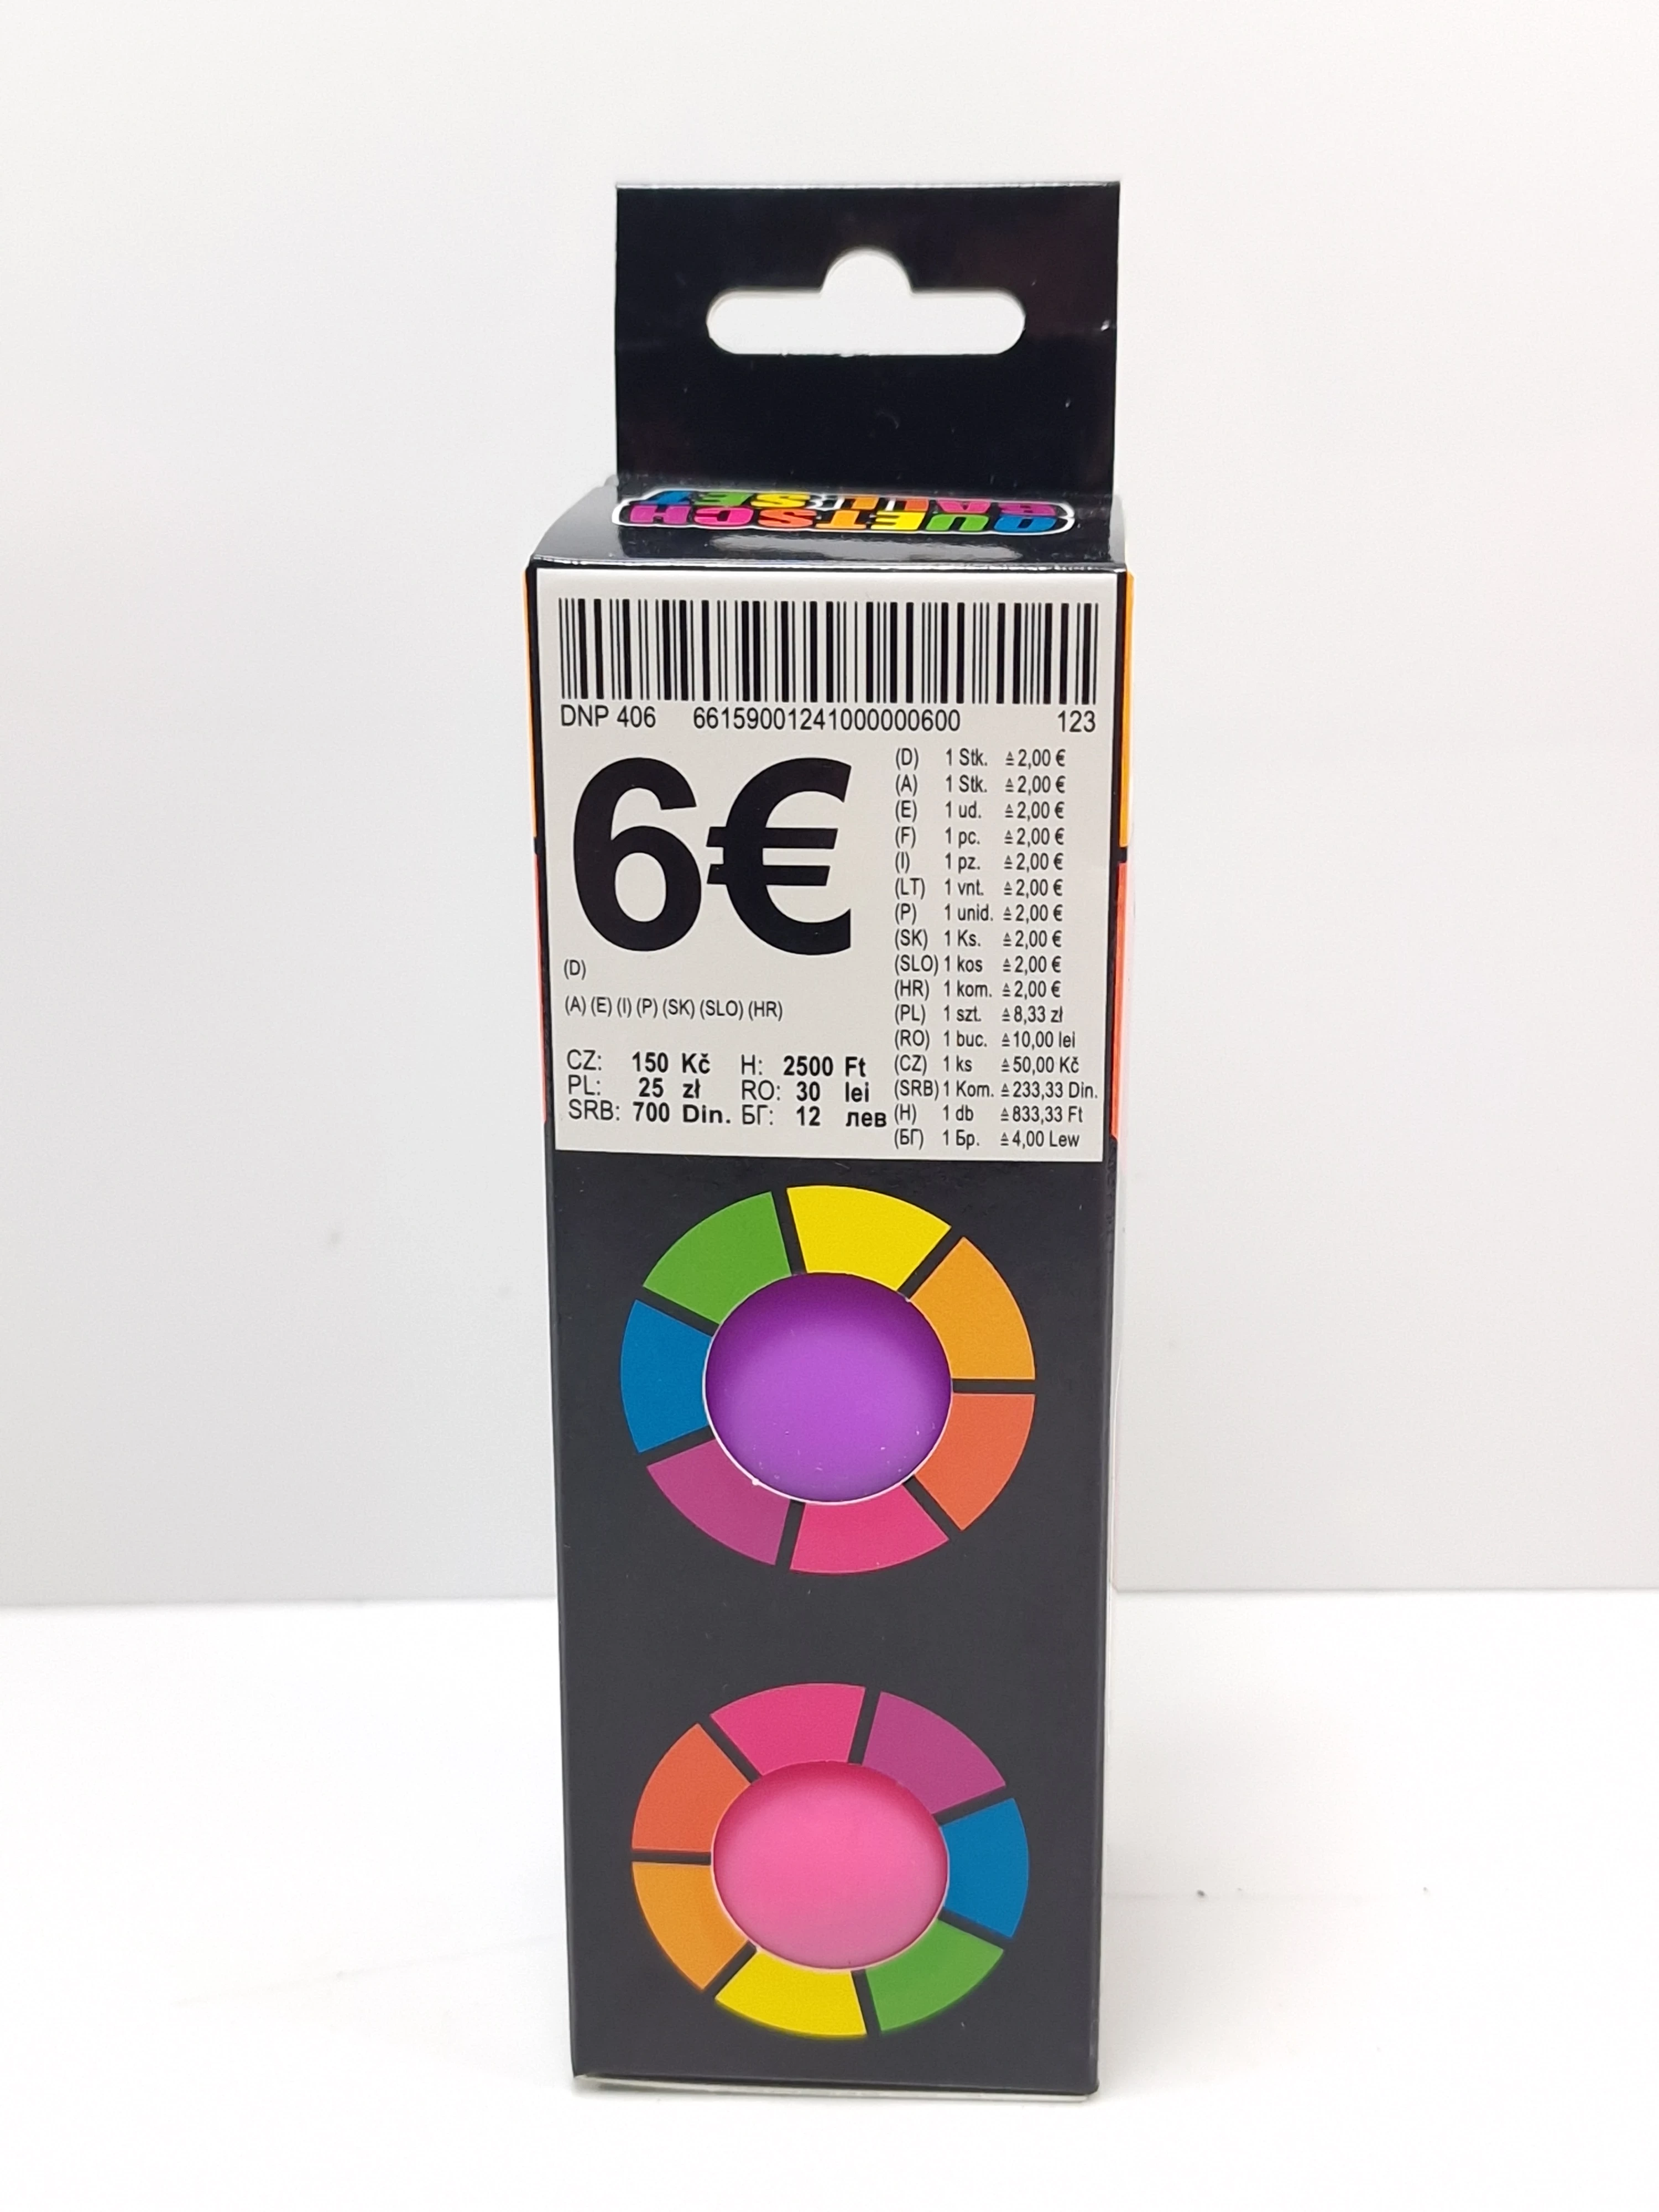 QUETSCH
BALL SET
DNP 406 66159001241000000600 123
6€
(D)
(A) (E) (I) (P) (SK) (SLO) (HR)
CZ: 150 Kč H: 2500 Ft
PL: 25 zł RO: 30 lei
SRB: 700 Din. БГ: 12 лев
(D) 1 Stk. ≙ 2,00 €
(A) 1 Stk. ≙ 2,00 €
(E) 1 ud. ≙ 2,00 €
(F) 1 pc. ≙ 2,00 €
(I) 1 pz. ≙ 2,00 €
(LT) 1 vnt. ≙ 2,00 €
(P) 1 unid. ≙ 2,00 €
(SK) 1 Ks. ≙ 2,00 €
(SLO) 1 kos ≙ 2,00 €
(HR) 1 kom. ≙ 2,00 €
(PL) 1 szt. ≙ 8,33 zł
(RO) 1 buc. ≙ 10,00 lei
(CZ) 1 ks ≙ 50,00 Kč
(SRB) 1 Kom. ≙ 233,33 Din.
(H) 1 db ≙ 833,33 Ft
(БГ) 1 Бр. ≙ 4,00 Lew